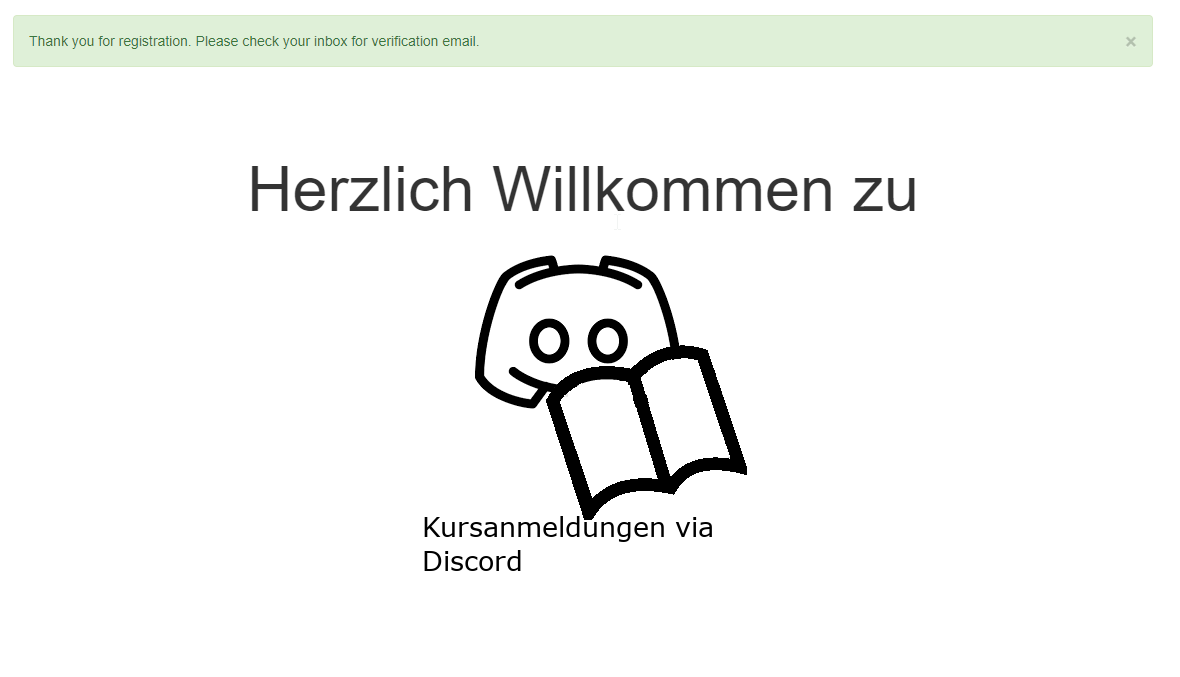 Thank you for registration. Please check your inbox for verification email. ×
Herzlich Willkommen zu
Kursanmeldungen via
Discord